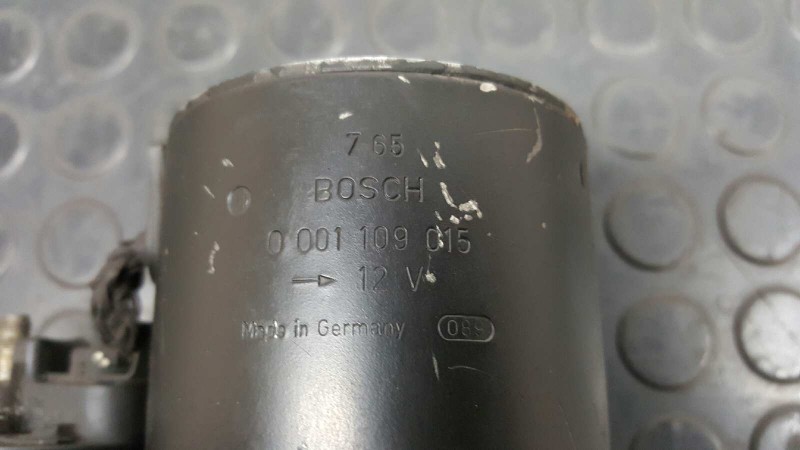 7 65
BOSCH
0 001 109 015
→ 12 V
Made in Germany 089